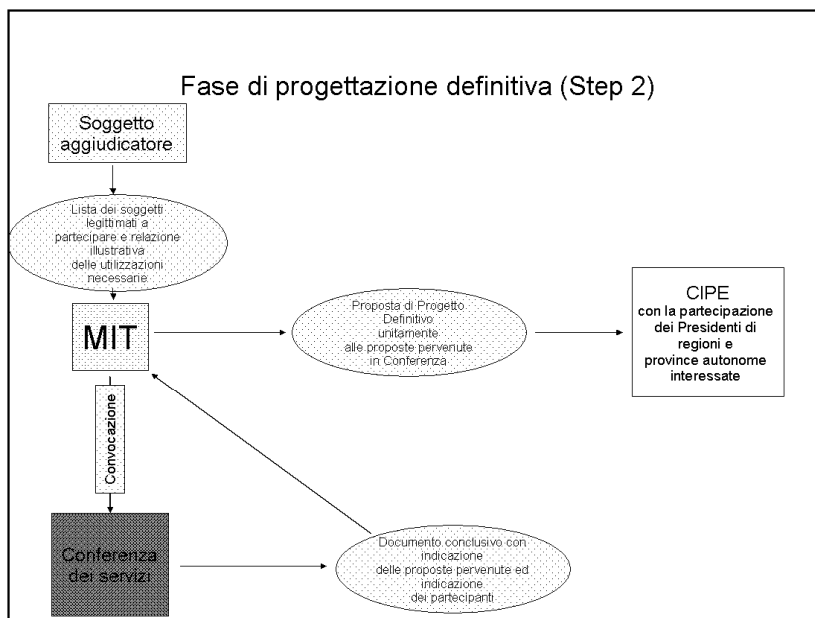 Fase di progettazione definitiva (Step 2)
Soggetto
aggiudicatore
Lista dei soggetti
legittimati a
partecipare e relazione
illustrativa
delle utilizzazioni
necessarie
MIT
Proposta di Progetto
Definitivo
unitamente
alle proposte pervenute
in Conferenza
CIPE
con la partecipazione
dei Presidenti di
regioni e
province autonome
interessate
Convocazione
Conferenza
dei servizi
Documento conclusivo con
indicazione
delle proposte pervenute ed
indicazione
dei partecipanti